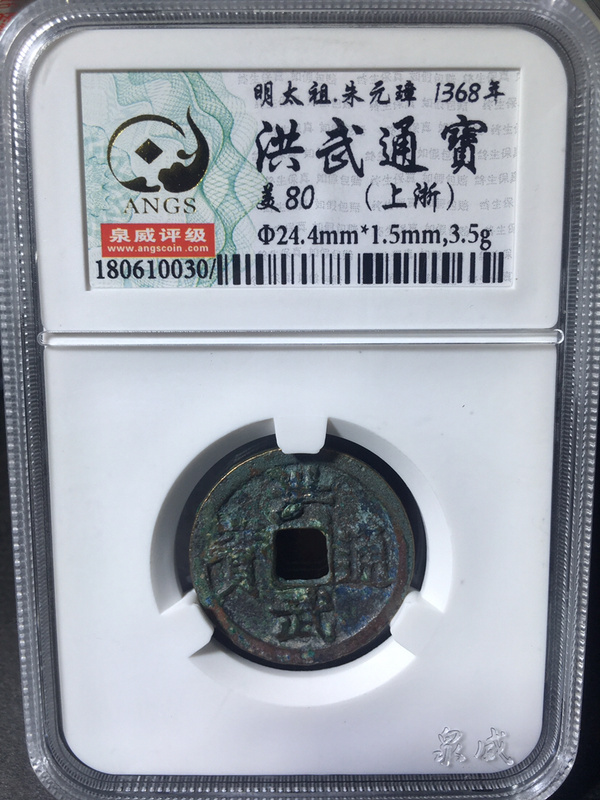 明太祖.朱元璋 1368年
洪武通寶
美80 (上浙)
Φ24.4mm*1.5mm,3.5g
ANGS
泉威评级
www.angscoin.com
180610030/
洪
寶 通
武